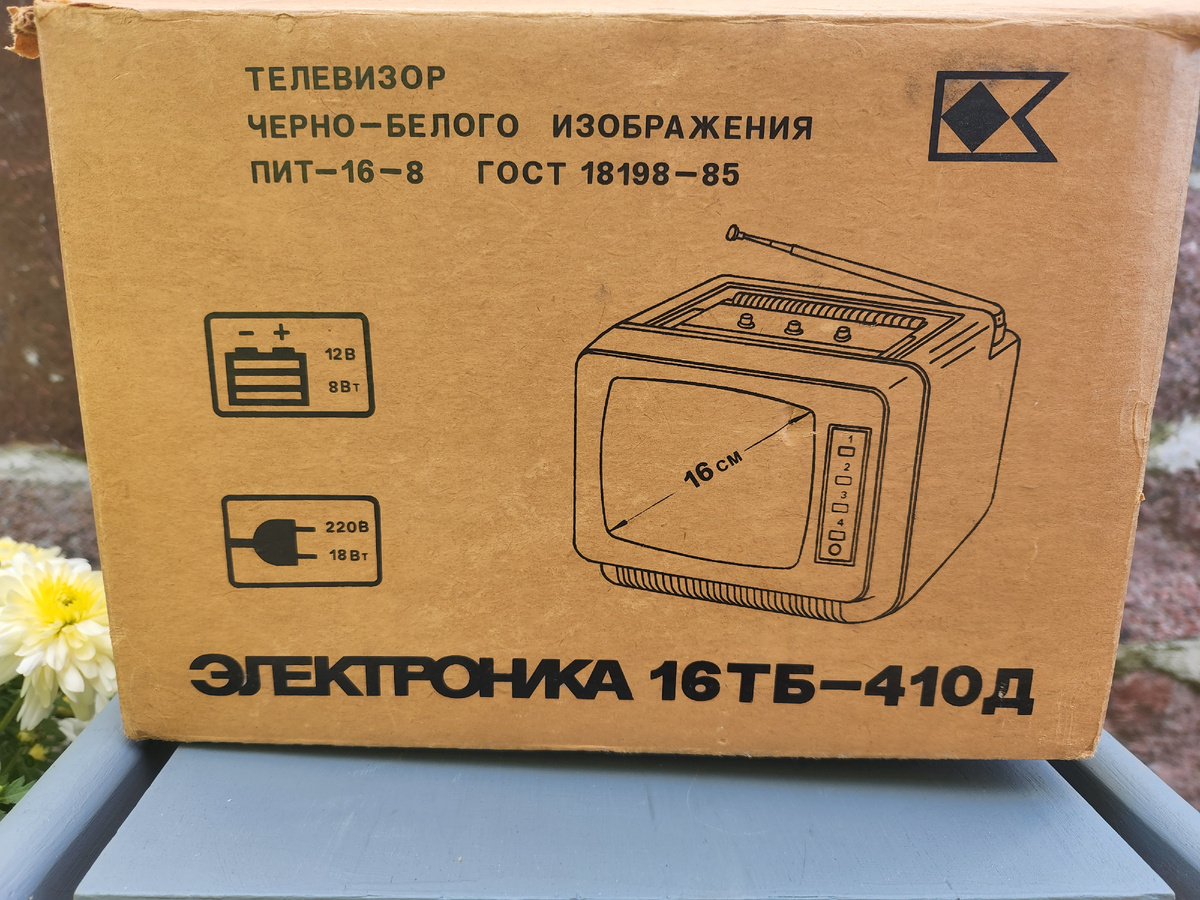 ТЕЛЕВИЗОР
ЧЕРНО-БЕЛОГО ИЗОБРАЖЕНИЯ
ПИТ-16-8 ГОСТ 18198-85
- +
12В
8Вт
16 см
1
2
3
4
220В
18Вт
ЭЛЕКТРОНИКА 16ТБ-410Д